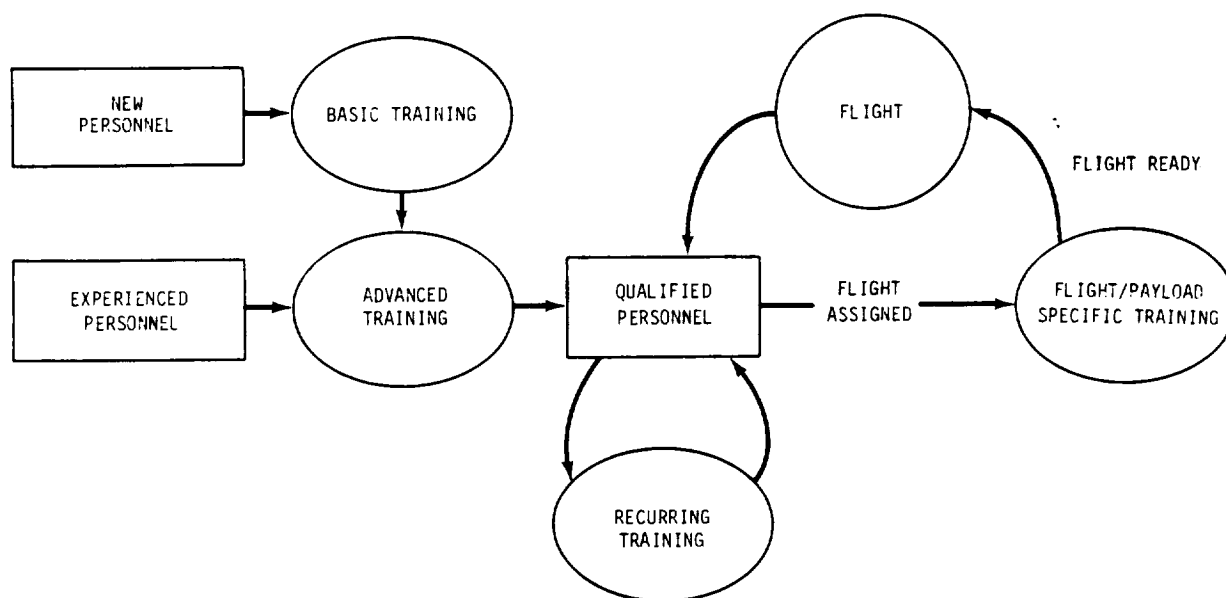 NEW
PERSONNEL
BASIC TRAINING
FLIGHT
FLIGHT READY
EXPERIENCED
PERSONNEL
ADVANCED
TRAINING
QUALIFIED
PERSONNEL
FLIGHT
ASSIGNED
FLIGHT/PAYLOAD
SPECIFIC TRAINING
RECURRING
TRAINING